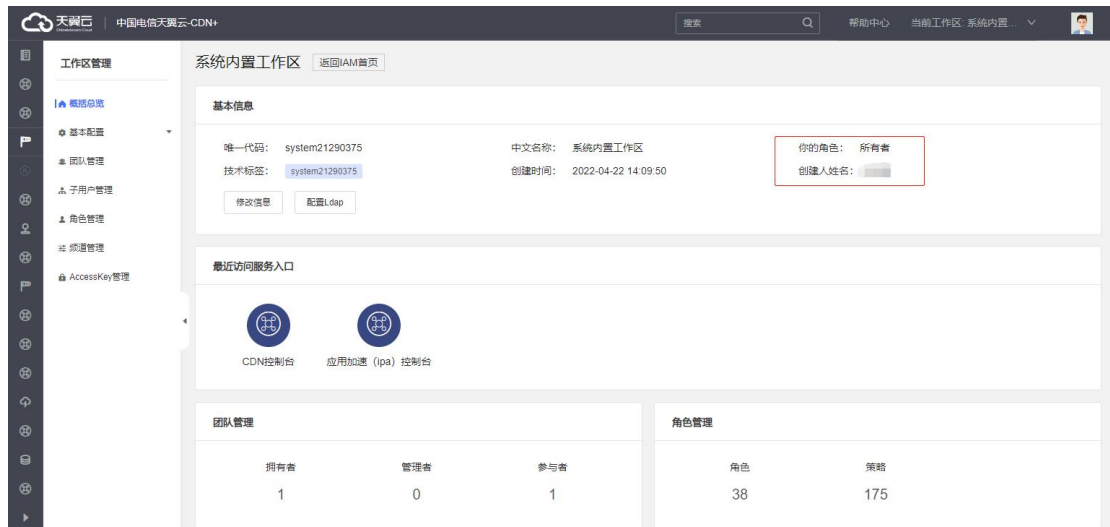 天翼云 中国电信天翼云-CDN+ 搜索 帮助中心 当前工作区: 系统内置...
工作区管理
概括总览
基本配置
团队管理
子用户管理
角色管理
频道管理
AccessKey管理
系统内置工作区 返回IAM首页
基本信息
唯一代码: system21290375 中文名称: 系统内置工作区 你的角色: 所有者
技术标签: system21290375 创建时间: 2022-04-22 14:09:50 创建人姓名:
修改信息 配置Ldap
最近访问服务入口
CDN控制台 应用加速（ipa）控制台
团队管理 角色管理
拥有者 管理者 参与者 角色 策略
1 0 1 38 175